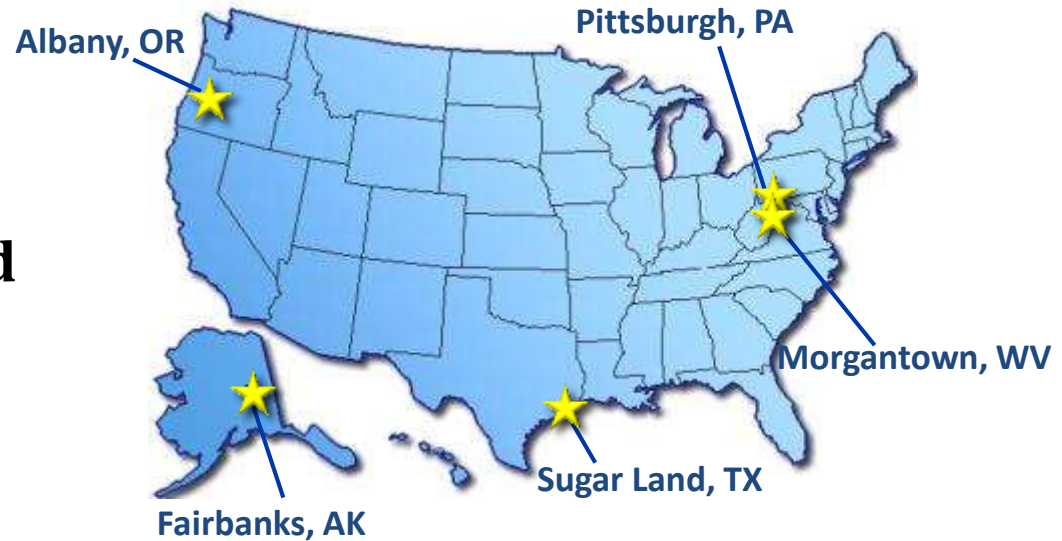 Pittsburgh, PA
Albany, OR
d
Morgantown, WV
Sugar Land, TX
Fairbanks, AK